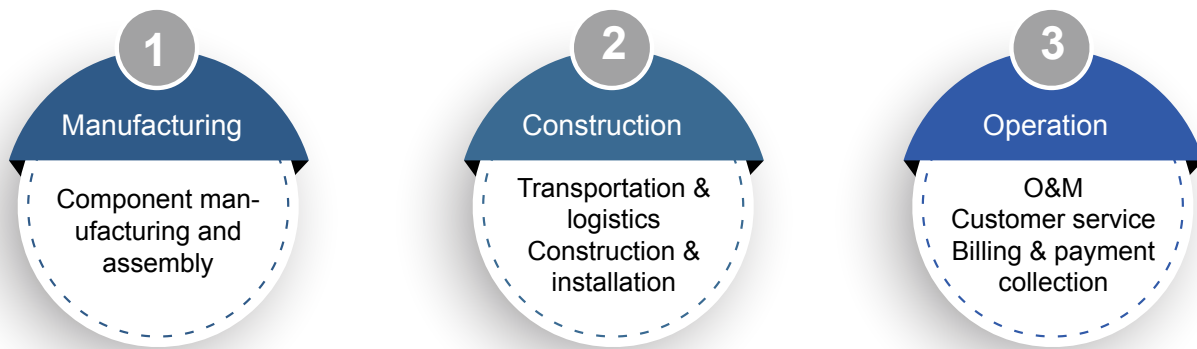 1
Manufacturing
Component man-
ufacturing and
assembly
2
Construction
Transportation &
logistics
Construction &
installation
3
Operation
O&M
Customer service
Billing & payment
collection